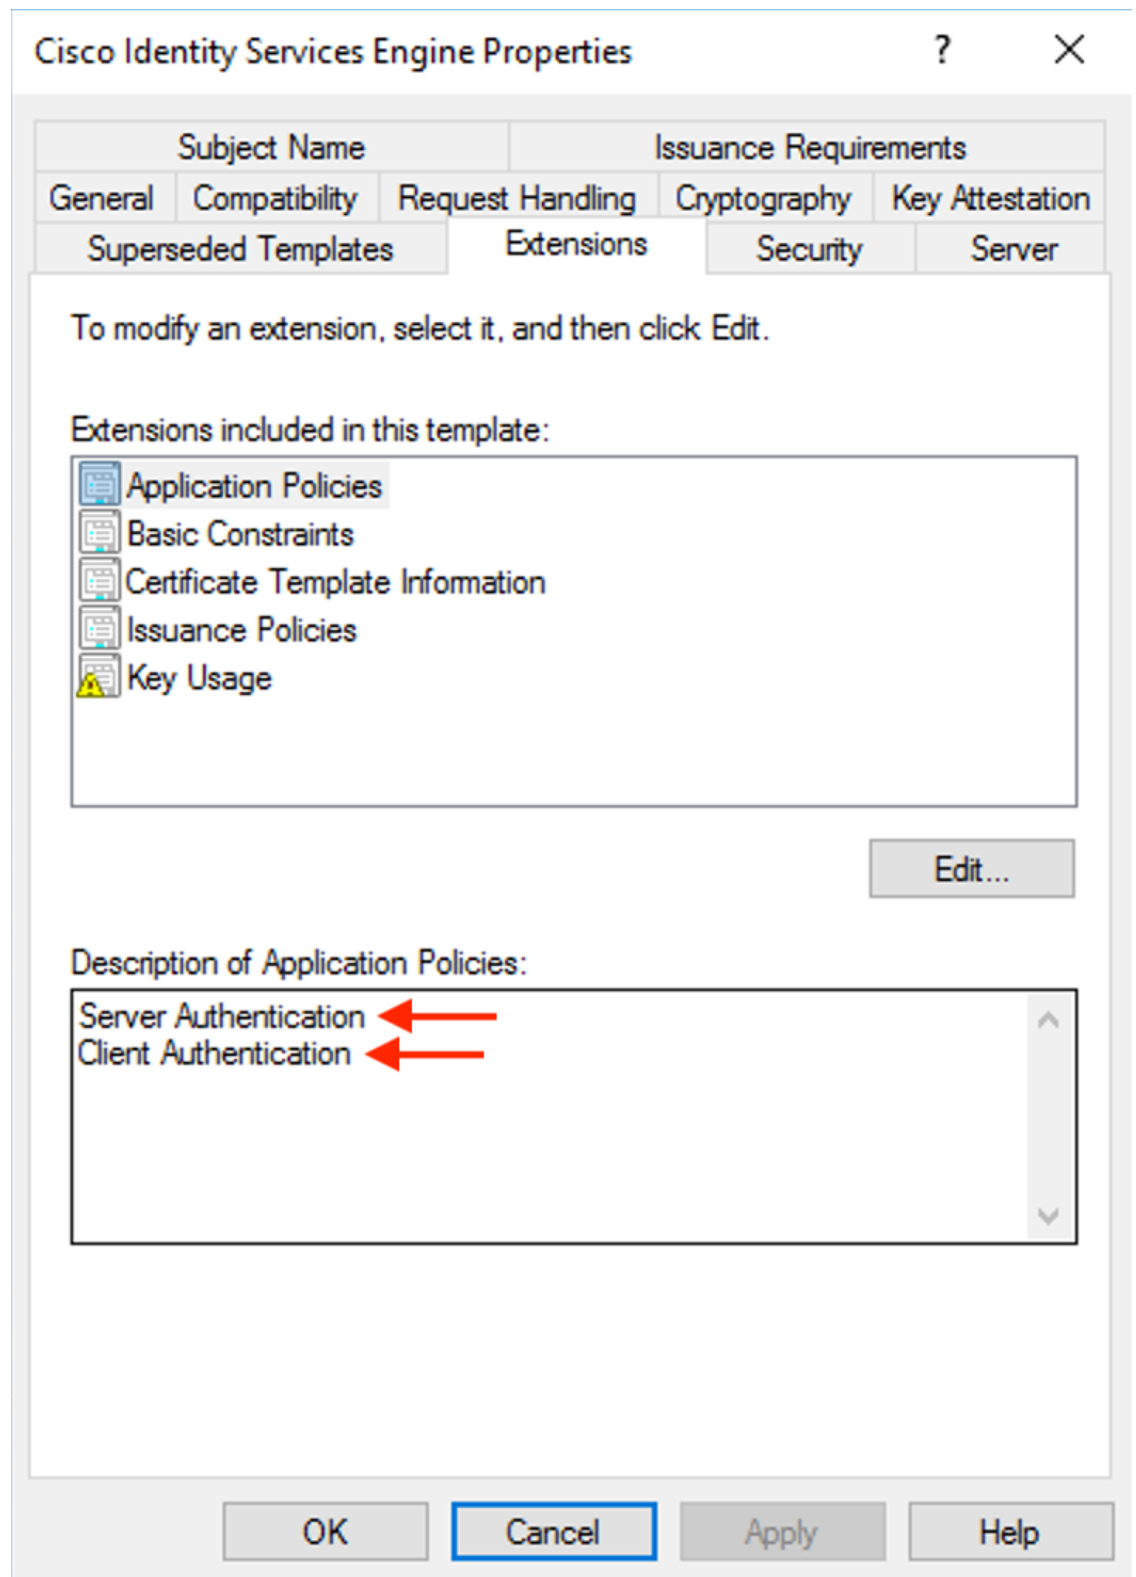 Cisco Identity Services Engine Properties ?
Subject Name Issuance Requirements
General Compatibility Request Handling Cryptography Key Attestation
Superseded Templates Extensions Security Server
To modify an extension, select it, and then click Edit.
Extensions included in this template:
Application Policies
Basic Constraints
Certificate Template Information
Issuance Policies
Key Usage
Edit...
Description of Application Policies:
Server Authentication
Client Authentication
OK Cancel Apply Help